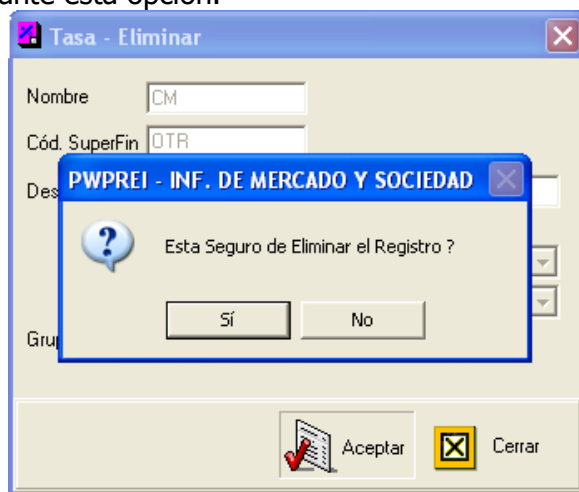 esta opción.
Tasa - Eliminar
Nombre CM
Cód. SuperFin OTR
Des
PWPREI - INF. DE MERCADO Y SOCIEDAD
Esta Seguro de Eliminar el Registro ?
Sí No
Gru
Aceptar Cerrar